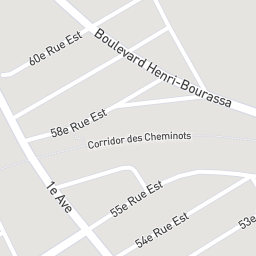 60e Rue Est
Boulevard Henri-Bourassa
58e Rue Est
Corridor des Cheminots
1e Ave
55e Rue Est
54e Rue Est
53e